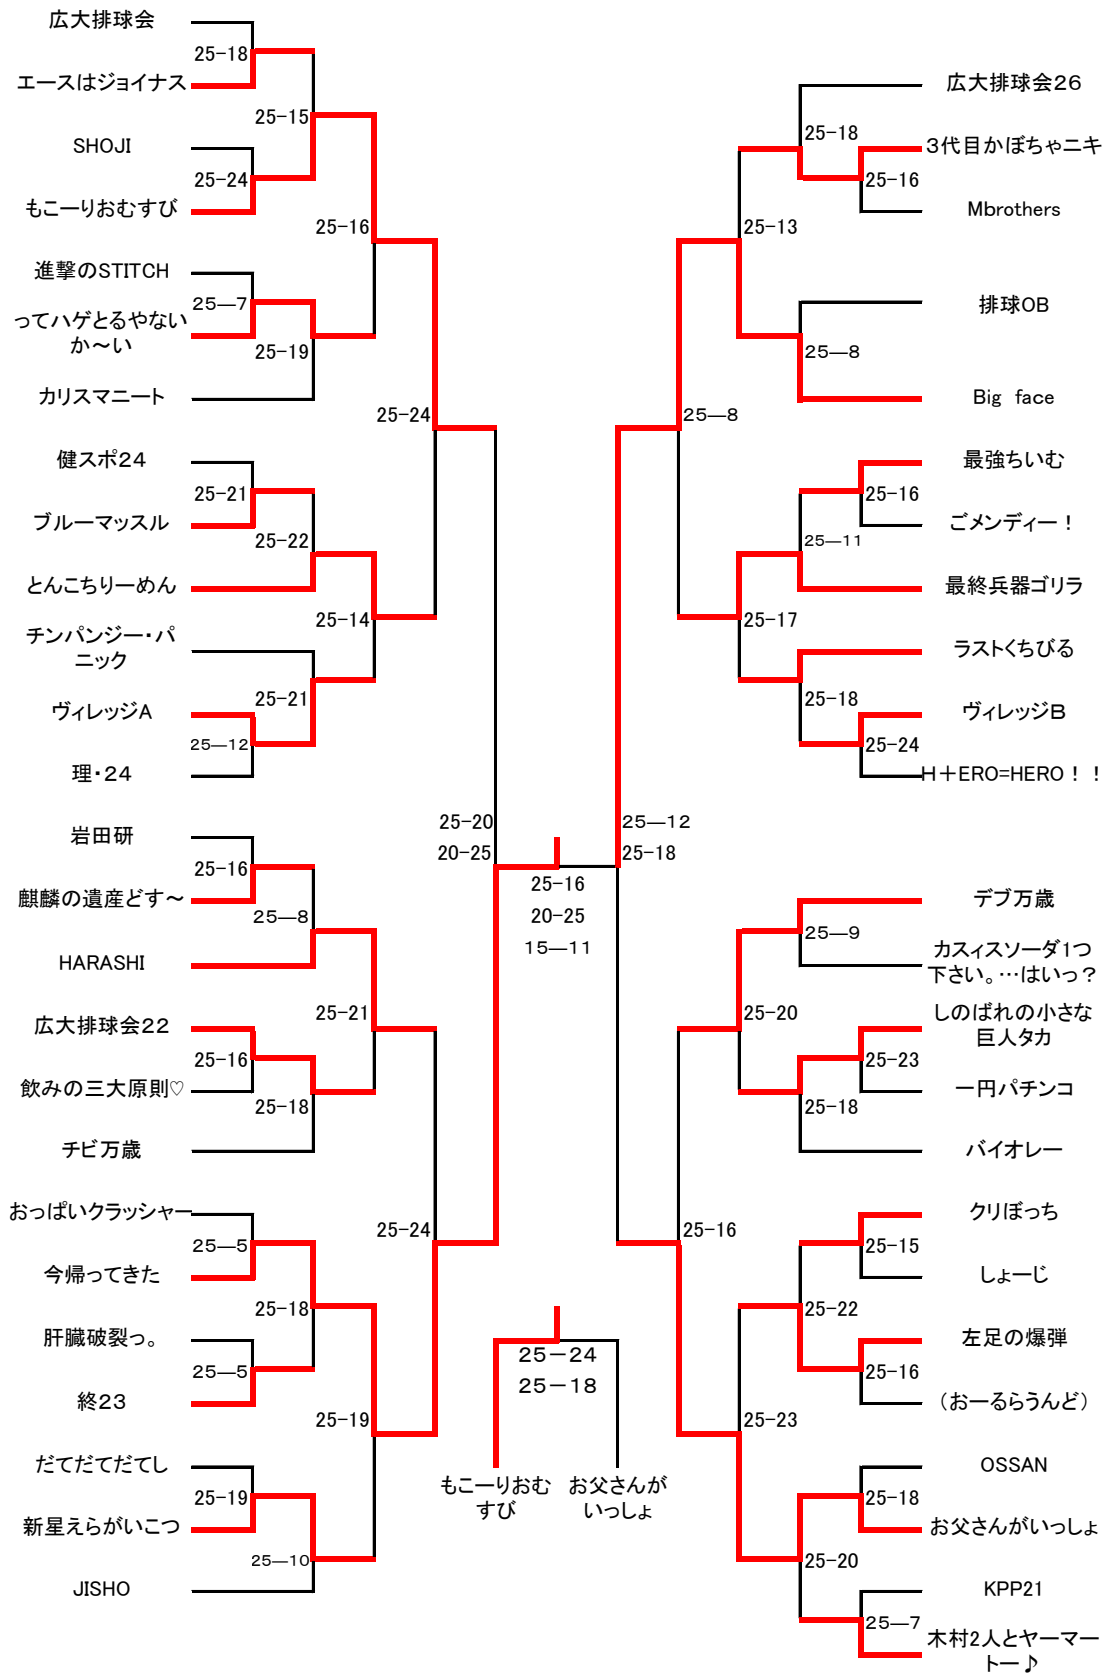 広大排球会
25-18
エースはジョイナス
25-15
SHOJI
25-24
もこーりおむすび
25-16
進撃のSTITCH
25―7
ってハゲとるやない
か～い
25-19
カリスマニート
25-24
健スポ24
25-21
ブルーマッスル
25-22
とんこちりーめん
25-14
チンパンジー・パ
ニック
25-21
ヴィレッジA
25―12
理・24
25-20
20-25
岩田研
25-16
麒麟の遺産どす～
25―8
HARASHI
25-21
広大排球会22
25-16
飲みの三大原則♡
25-18
チビ万歳
25-24
おっぱいクラッシャー
25―5
今帰ってきた
25-18
肝臓破裂っ。
25―5
終23
25-19
だてだてだてし
25-19
新星えらがいこつ
25―10
JISHO
25-16
20-25
15―11
25－24
25－18
もこーりおむ
すび
お父さんが
いっしょ
広大排球会26
25-18
3代目かぼちゃニキ
25-16
Mbrothers
25-13
排球OB
25―8
Big face
25―8
最強ちいむ
25-16
ごメンディー！
25―11
最終兵器ゴリラ
25-17
ラストくちびる
25-18
ヴィレッジB
25-24
H＋ERO=HERO！！
25―12
25-18
デブ万歳
25―9
カスィスソーダ1つ
下さい。…はいっ？
25-20
しのばれの小さな
巨人タカ
25-23
一円パチンコ
25-18
バイオレー
25-16
クリぼっち
25-15
しょーじ
25-22
左足の爆弾
25-16
（おーるらうんど）
25-23
OSSAN
25-18
お父さんがいっしょ
25-20
KPP21
25―7
木村2人とヤーマー
トー♪